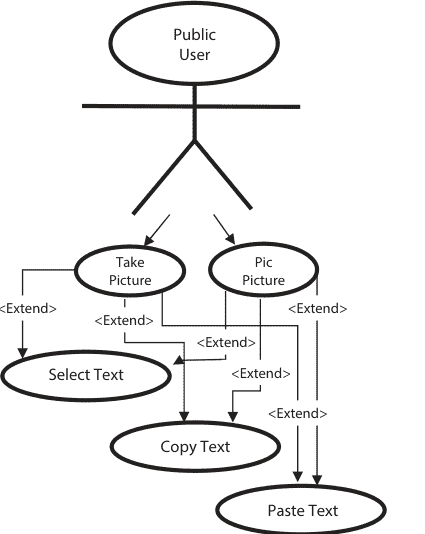 Public
User
Take
Picture
Pic
Picture
<Extend>
<Extend>
<Extend>
<Extend>
Select Text
<Extend>
<Extend>
Copy Text
Paste Text